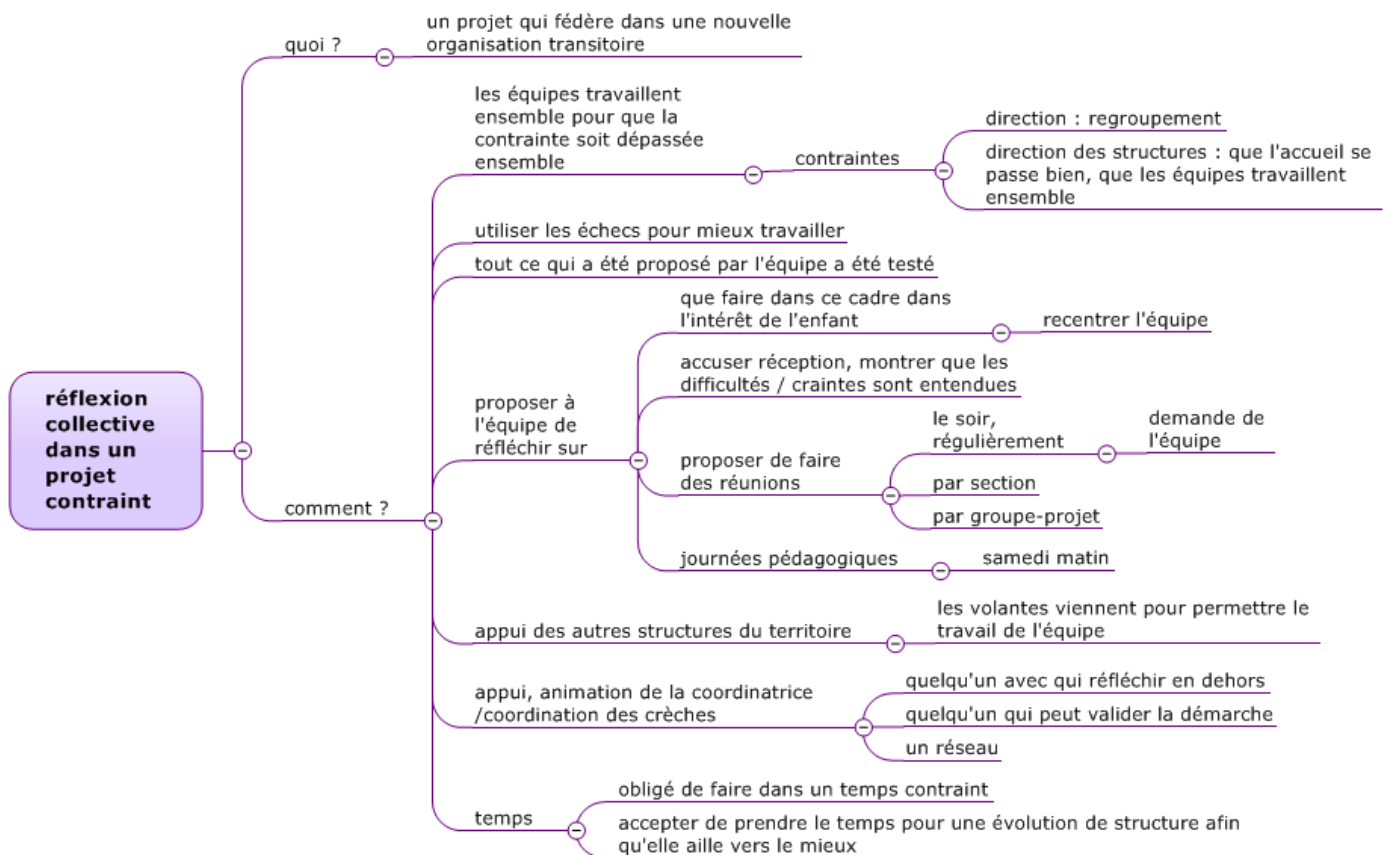 réflexion
collective
dans un
projet
contraint
quoi ?
un projet qui fédère dans une nouvelle
organisation transitoire
comment ?
les équipes travaillent
ensemble pour que la
contrainte soit dépassée
ensemble
contraintes
direction : regroupement
direction des structures : que l'accueil se
passe bien, que les équipes travaillent
ensemble
utiliser les échecs pour mieux travailler
tout ce qui a été proposé par l'équipe a été testé
proposer à
l'équipe de
réfléchir sur
que faire dans ce cadre dans
l'intérêt de l'enfant
recentrer l'équipe
accuser réception, montrer que les
difficultés / craintes sont entendues
proposer de faire
des réunions
le soir,
régulièrement
demande de
l'équipe
par section
par groupe-projet
journées pédagogiques
samedi matin
appui des autres structures du territoire
les volantes viennent pour permettre le
travail de l'équipe
appui, animation de la coordinatrice
/coordination des crèches
quelqu'un avec qui réfléchir en dehors
quelqu'un qui peut valider la démarche
un réseau
temps
obligé de faire dans un temps contraint
accepter de prendre le temps pour une évolution de structure afin
qu'elle aille vers le mieux